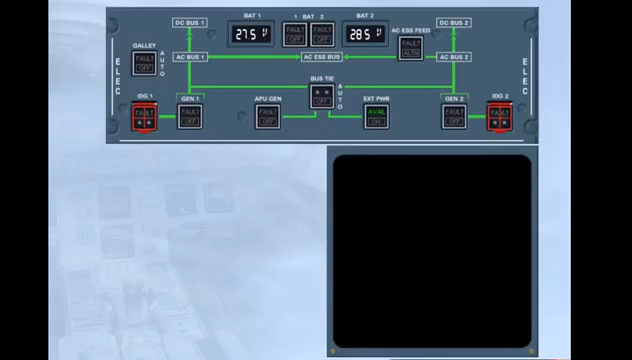 BAT 1 1 BAT 2 BAT 2
DC BUS 1 DC BUS 2
27.5 V FAULT OFF FAULT OFF 28.5 V
AC ESS FEED
GALLEY FAULT ALTN
FAULT OFF AUTO AC BUS 1 AC ESS BUS AC BUS 2
ELEC ELEC
BUS TIE
OFF AUTO
IDG 1 GEN 1 APU GEN EXT PWR GEN 2 IDG 2
FAULT FAULT OFF FAULT OFF AVAIL ON FAULT OFF FAULT